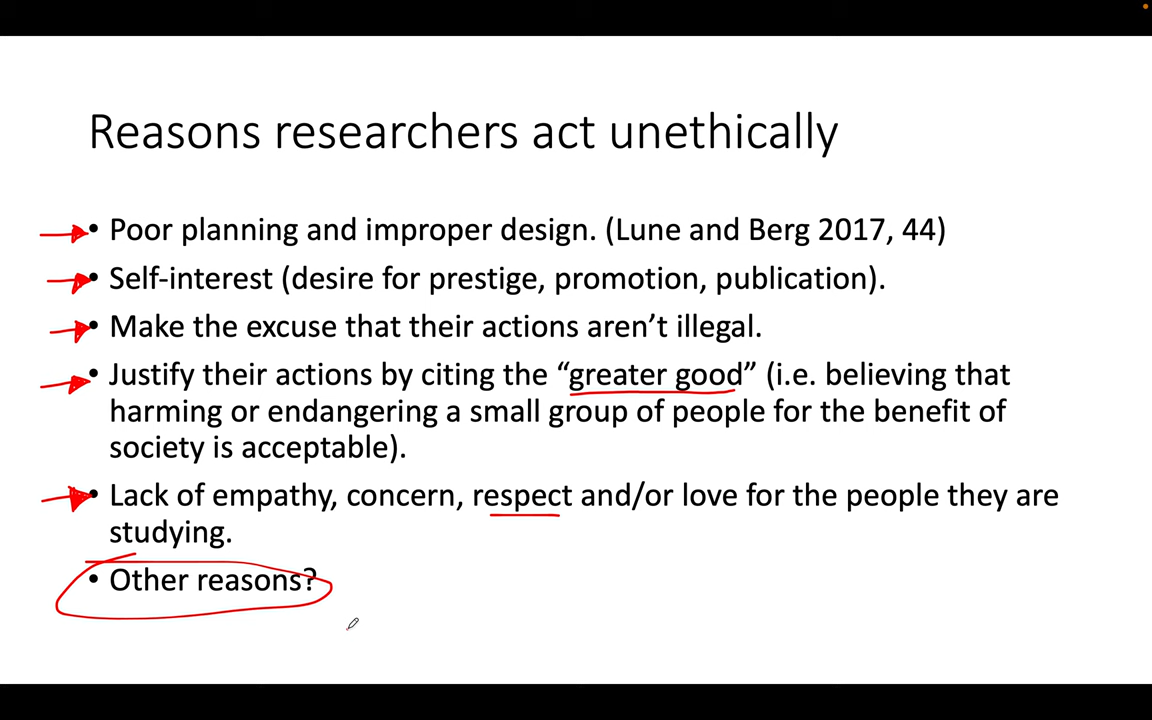 Reasons researchers act unethically
• Poor planning and improper design. (Lune and Berg 2017, 44)
• Self-interest (desire for prestige, promotion, publication).
• Make the excuse that their actions aren’t illegal.
• Justify their actions by citing the “greater good” (i.e. believing that
harming or endangering a small group of people for the benefit of
society is acceptable).
• Lack of empathy, concern, respect and/or love for the people they are
studying.
• Other reasons?